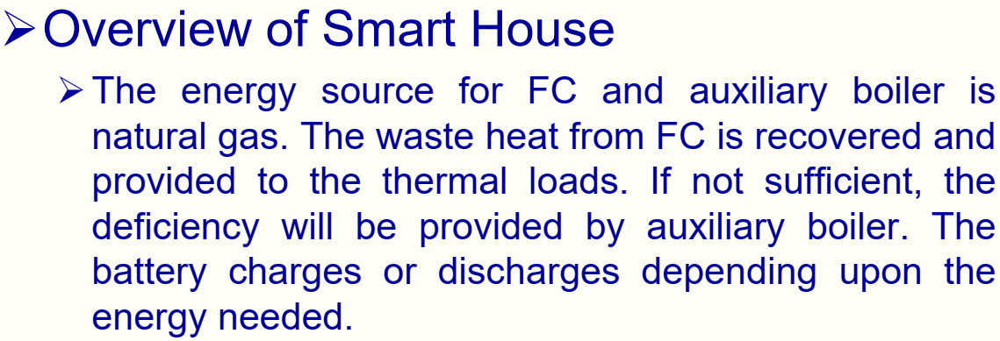 ➢Overview of Smart House
➢ The energy source for FC and auxiliary boiler is
natural gas. The waste heat from FC is recovered and
provided to the thermal loads. If not sufficient, the
deficiency will be provided by auxiliary boiler. The
battery charges or discharges depending upon the
energy needed.